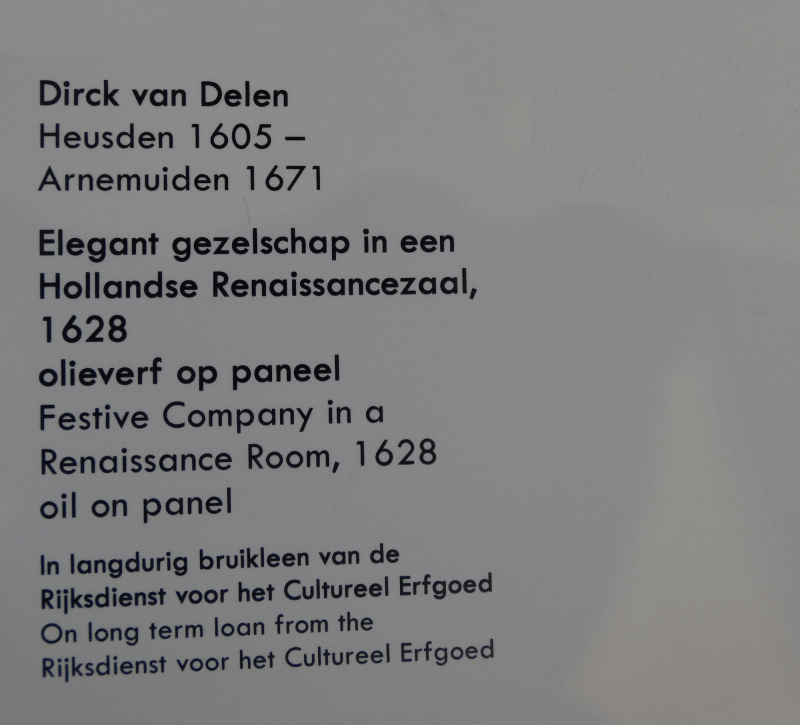 Dirck van Delen
Heusden 1605 –
Arnemuiden 1671
Elegant gezelschap in een
Hollandse Renaissancezaal,
1628
olieverf op paneel
Festive Company in a
Renaissance Room, 1628
oil on panel
In langdurig bruikleen van de
Rijksdienst voor het Cultureel Erfgoed
On long term loan from the
Rijksdienst voor het Cultureel Erfgoed